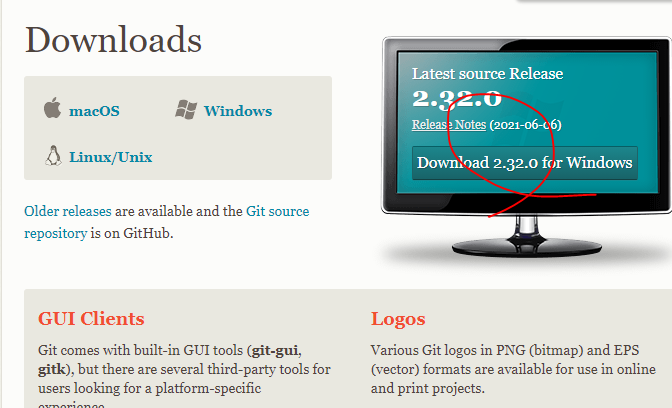 Downloads
macOS
Windows
Linux/Unix
Older releases are available and the Git source
repository is on GitHub.
Latest source Release
2.32.0
Release Notes (2021-06-06)
Download 2.32.0 for Windows
GUI Clients
Git comes with built-in GUI tools (git-gui,
gitk), but there are several third-party tools for
users looking for a platform-specific
experience.
Logos
Various Git logos in PNG (bitmap) and EPS
(vector) formats are available for use in online
and print projects.